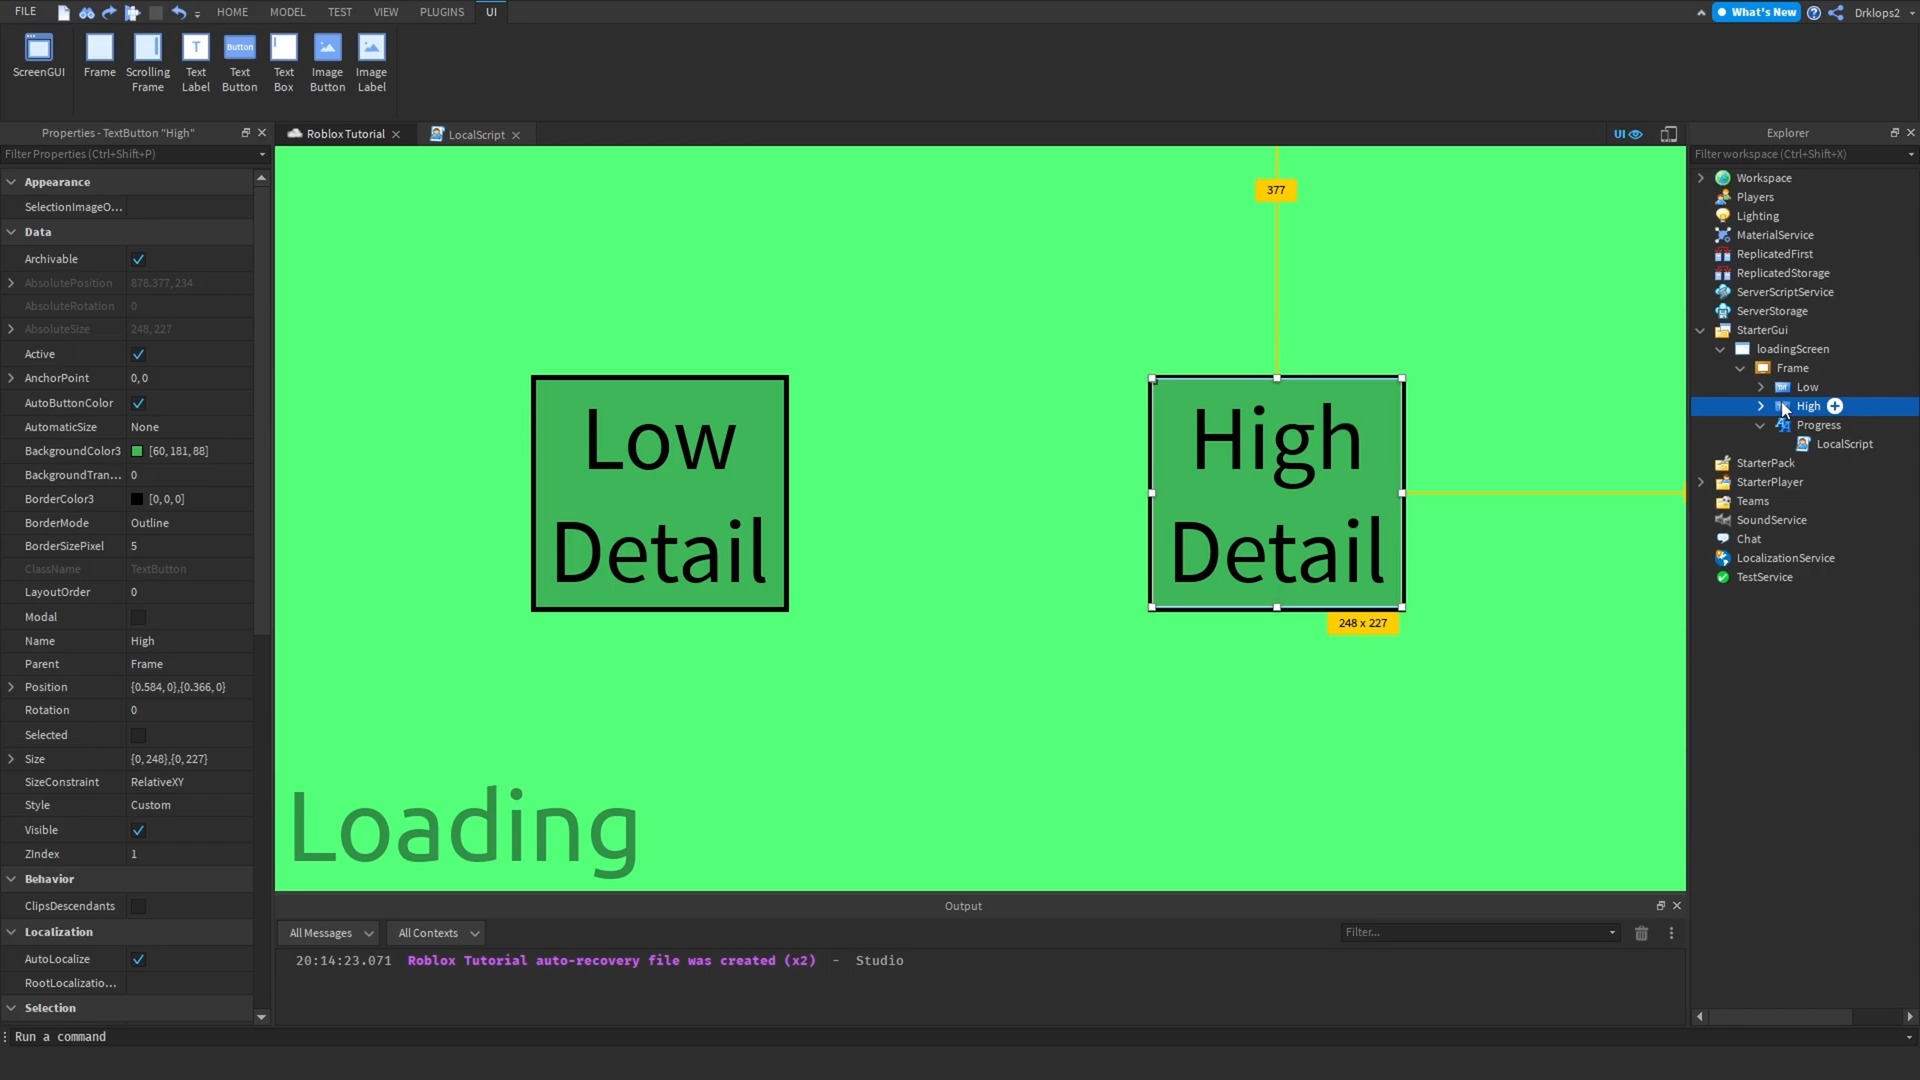 FILE HOME MODEL TEST VIEW PLUGINS UI What's New Drklops2
ScreenGUI Frame Scrolling Frame Text Label Text Button Button Text Box Image Button Image Label
Properties - TextButton "High"
Filter Properties (Ctrl+Shift+P)
Appearance
SelectionImageO...
Data
Archivable
AbsolutePosition 878.377, 234
AbsoluteRotation 0
AbsoluteSize 248, 227
Active
AnchorPoint 0, 0
AutoButtonColor
AutomaticSize None
BackgroundColor3 [60, 181, 88]
BackgroundTran... 0
BorderColor3 [0, 0, 0]
BorderMode Outline
BorderSizePixel 5
ClassName TextButton
LayoutOrder 0
Modal
Name High
Parent Frame
Position {0.584, 0},{0.366, 0}
Rotation 0
Selected
Size {0, 248},{0, 227}
SizeConstraint RelativeXY
Style Custom
Visible
ZIndex 1
Behavior
ClipsDescendants
Localization
AutoLocalize
RootLocalizatio...
Selection
Roblox Tutorial LocalScript UI
377
Low
Detail
High
Detail
248 x 227
Loading
Output
All Messages All Contexts Filter...
20:14:23.071 Roblox Tutorial auto-recovery file was created (x2) - Studio
Explorer
Filter workspace (Ctrl+Shift+X)
Workspace
Players
Lighting
MaterialService
ReplicatedFirst
ReplicatedStorage
ServerScriptService
ServerStorage
StarterGui
loadingScreen
Frame
Low
High
Progress
LocalScript
StarterPack
StarterPlayer
Teams
SoundService
Chat
LocalizationService
TestService
Run a command